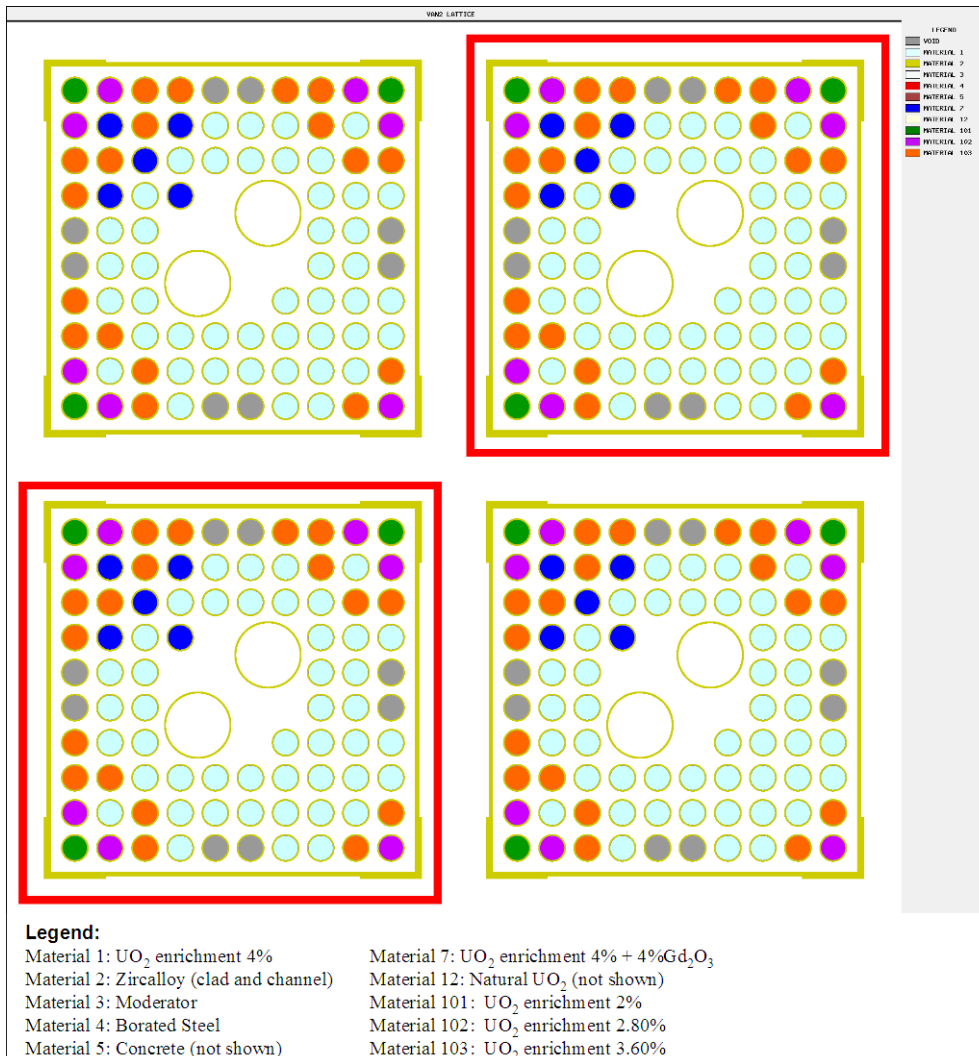 VAN2 LATTICE
LEGEND
VOID
MATERIAL 1
MATERIAL 2
MATERIAL 3
MATERIAL 4
MATERIAL 5
MATERIAL 7
MATERIAL 12
MATERIAL 101
MATERIAL 102
MATERIAL 103
Legend:
Material 1: UO₂ enrichment 4%
Material 2: Zircalloy (clad and channel)
Material 3: Moderator
Material 4: Borated Steel
Material 5: Concrete (not shown)
Material 7: UO₂ enrichment 4% + 4%Gd₂O₃
Material 12: Natural UO₂ (not shown)
Material 101: UO₂ enrichment 2%
Material 102: UO₂ enrichment 2.80%
Material 103: UO₂ enrichment 3.60%